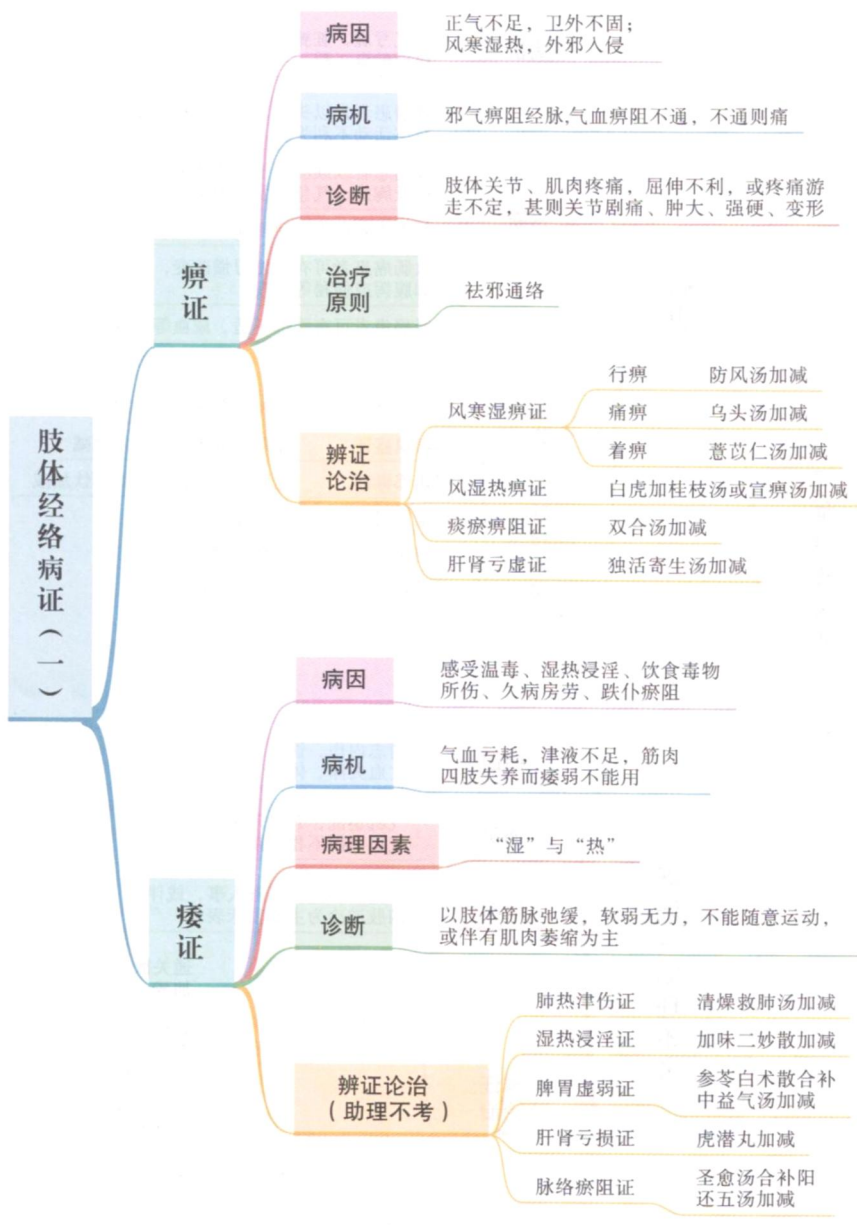 肢体经络病证（一）
痹证
病因
正气不足，卫外不固；
风寒湿热，外邪入侵
病机
邪气痹阻经脉,气血痹阻不通，不通则痛
诊断
肢体关节、肌肉疼痛，屈伸不利，或疼痛游
走不定，甚则关节剧痛、肿大、强硬、变形
治疗
原则
祛邪通络
辨证
论治
风寒湿痹证
行痹 防风汤加减
痛痹 乌头汤加减
着痹 薏苡仁汤加减
风湿热痹证 白虎加桂枝汤或宣痹汤加减
痰瘀痹阻证 双合汤加减
肝肾亏虚证 独活寄生汤加减
痿证
病因
感受温毒、湿热浸淫、饮食毒物
所伤、久病房劳、跌仆瘀阻
病机
气血亏耗，津液不足，筋肉
四肢失养而痿弱不能用
病理因素
“湿”与“热”
诊断
以肢体筋脉弛缓，软弱无力，不能随意运动，
或伴有肌肉萎缩为主
辨证论治
（助理不考）
肺热津伤证 清燥救肺汤加减
湿热浸淫证 加味二妙散加减
脾胃虚弱证 参苓白术散合补
中益气汤加减
肝肾亏损证 虎潜丸加减
脉络瘀阻证 圣愈汤合补阳
还五汤加减